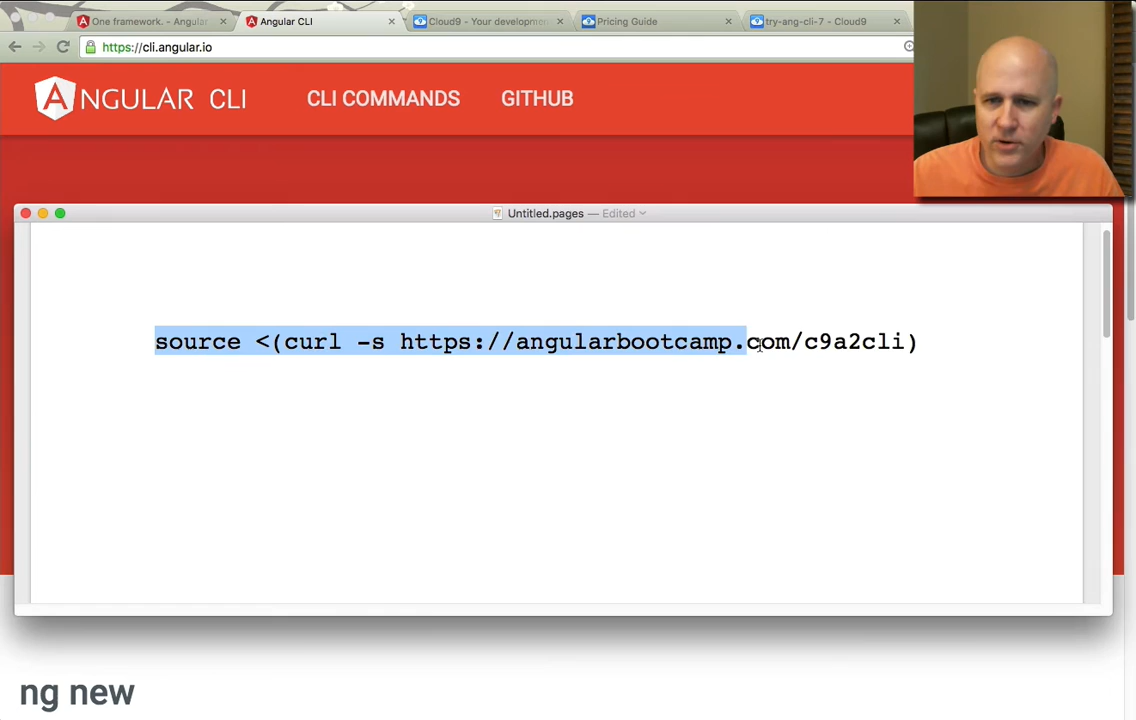 One framework. - Angular
Angular CLI
Cloud9 - Your developmen
Pricing Guide
try-ang-cli-7 - Cloud9
https://cli.angular.io
ANGULAR CLI
CLI COMMANDS
GITHUB
Untitled.pages — Edited
source <(curl -s https://angularbootcamp.com/c9a2cli)
ng new